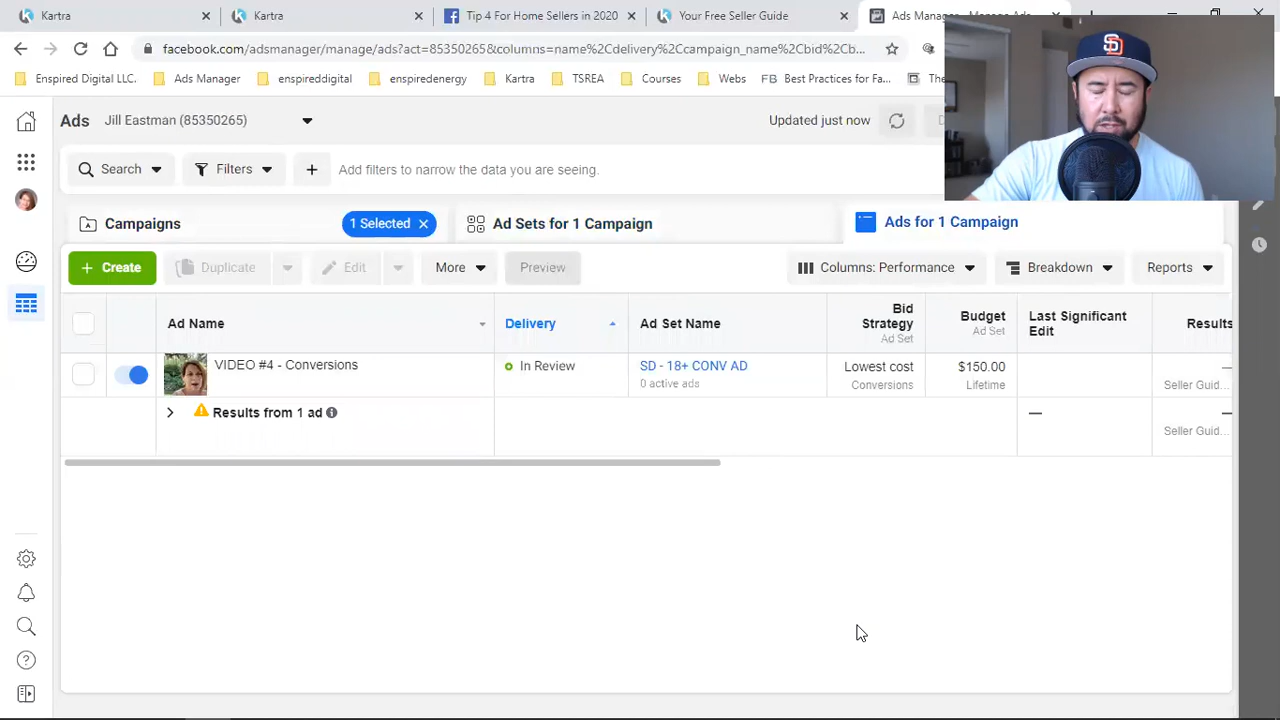 Kartra
Kartra
Tip 4 For Home Sellers in 2020
Your Free Seller Guide
Ads Manager - Manage Ads
facebook.com/adsmanager/manage/ads?act=85350265&columns=name%2Cdelivery%2Ccampaign_name%2Cbid%2Cb...
Enspired Digital LLC.
Ads Manager
enspireddigital
enspiredenergy
Kartra
TSREA
Courses
Webs
FB Best Practices for Fa...
Ads
Jill Eastman (85350265)
Updated just now
Search
Filters
Add filters to narrow the data you are seeing.
Campaigns
1 Selected
Ad Sets for 1 Campaign
Ads for 1 Campaign
Create
Duplicate
Edit
More
Preview
Columns: Performance
Breakdown
Reports
Ad Name
Delivery
Ad Set Name
Bid
Strategy
Ad Set
Budget
Ad Set
Last Significant
Edit
Results
VIDEO #4 - Conversions
In Review
SD - 18+ CONV AD
0 active ads
Lowest cost
Conversions
$150.00
Lifetime
—
Seller Guid...
Results from 1 ad
—
—
Seller Guid...
SD